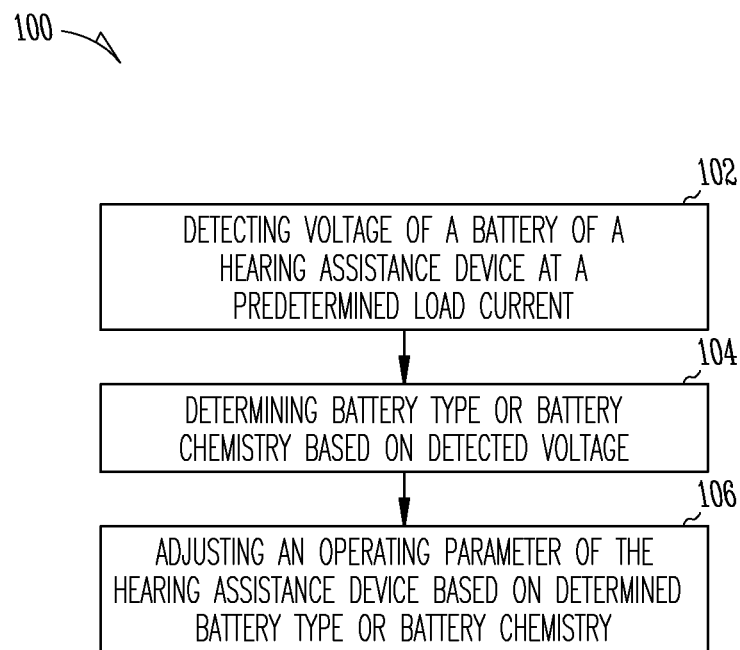 100
102
DETECTING VOLTAGE OF A BATTERY OF A
HEARING ASSISTANCE DEVICE AT A
PREDETERMINED LOAD CURRENT
104
DETERMINING BATTERY TYPE OR BATTERY
CHEMISTRY BASED ON DETECTED VOLTAGE
106
ADJUSTING AN OPERATING PARAMETER OF THE
HEARING ASSISTANCE DEVICE BASED ON DETERMINED
BATTERY TYPE OR BATTERY CHEMISTRY